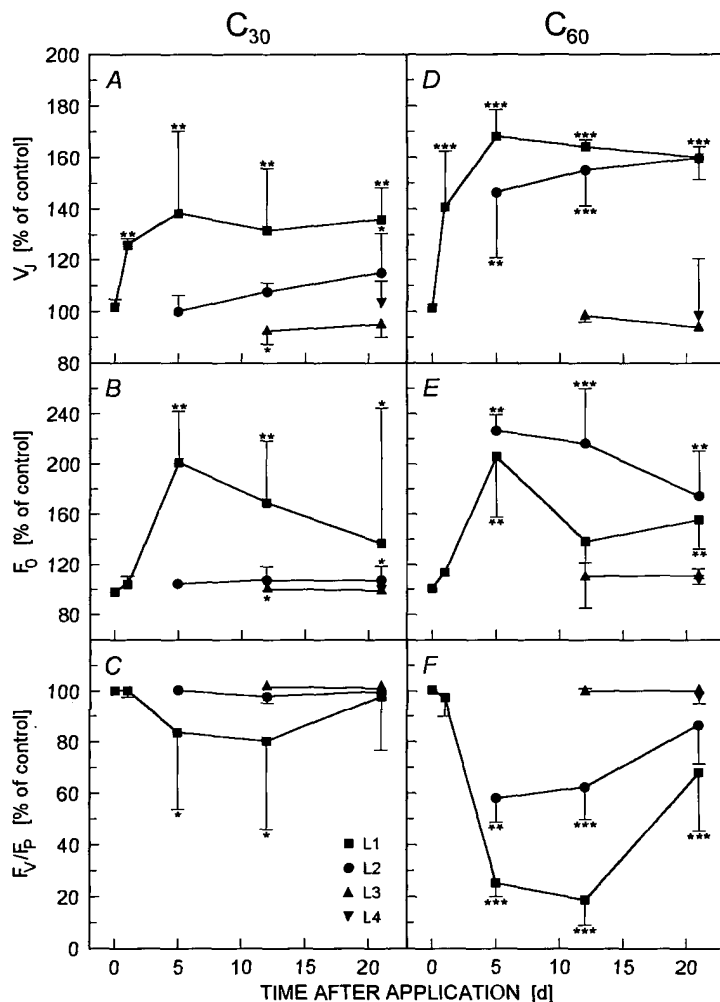 C30 C60
A D
200
180
160
140
120
100
80
VJ [% of control]
** ** ** ** * *
*** *** *** *** ** ***
B E
240
200
160
120
80
F0 [% of control]
** ** * * *
** *** ** ** **
C F
100
80
60
40
20
0
FV/FP [% of control]
* *
** *** *** *** ***
L1
L2
L3
L4
0 5 10 15 20 0 5 10 15 20
TIME AFTER APPLICATION [d]